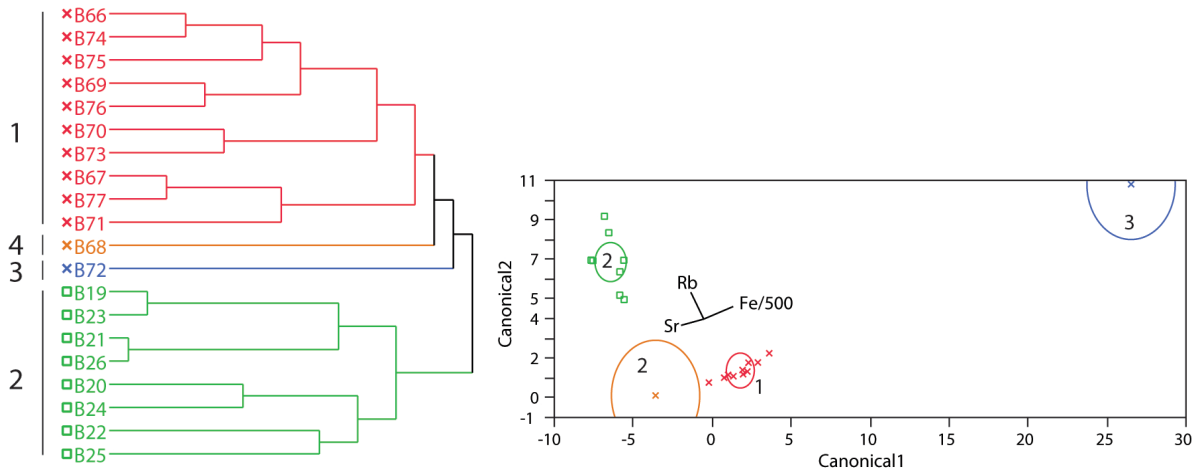 B66
B74
B75
B69
B76
1
B70
B73
B67
B77
B71
4
B68
3
B72
B19
B23
B21
B26
2
B20
B24
B22
B25
11
9
7
5
4
2
0
-1
Canonical2
2
Rb
Fe/500
Sr
2
1
3
-10
-5
0
5
10
15
20
25
30
Canonical1